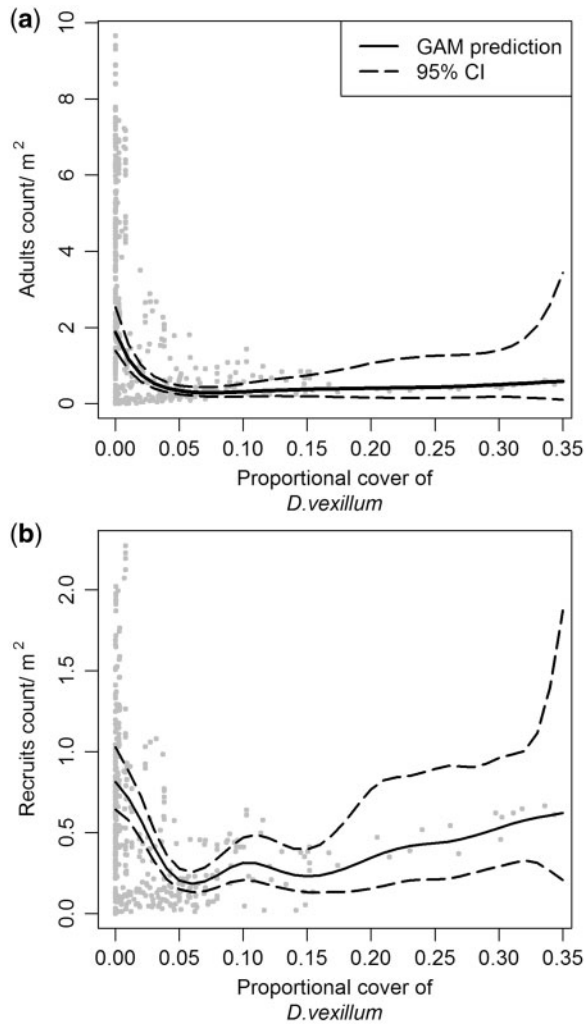 (a)
GAM prediction
95% CI
Adults count/ m²
0 2 4 6 8 10
0.00 0.05 0.10 0.15 0.20 0.25 0.30 0.35
Proportional cover of
D.vexillum
(b)
Recruits count/ m²
0.0 0.5 1.0 1.5 2.0
0.00 0.05 0.10 0.15 0.20 0.25 0.30 0.35
Proportional cover of
D.vexillum